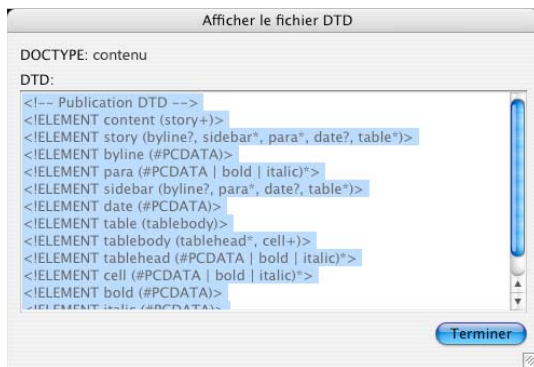 Afficher le fichier DTD
DOCTYPE: contenu
DTD:
<!-- Publication DTD -->
<!ELEMENT content (story+)>
<!ELEMENT story (byline?, sidebar*, para*, date?, table*)>
<!ELEMENT byline (#PCDATA)>
<!ELEMENT para (#PCDATA | bold | italic)*>
<!ELEMENT sidebar (byline?, para*, date?, table*)>
<!ELEMENT date (#PCDATA)>
<!ELEMENT table (tablebody)>
<!ELEMENT tablebody (tablehead*, cell+)>
<!ELEMENT tablehead (#PCDATA | bold | italic)*>
<!ELEMENT cell (#PCDATA | bold | italic)*>
<!ELEMENT bold (#PCDATA)>
<!ELEMENT italic (#PCDATA)>
Terminer